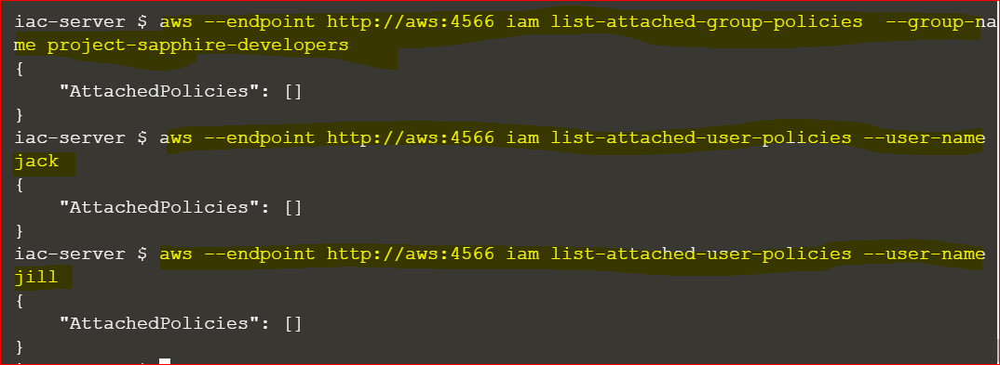 iac-server $ aws --endpoint http://aws:4566 iam list-attached-group-policies  --group-na
me project-sapphire-developers
{
    "AttachedPolicies": []
}
iac-server $ aws --endpoint http://aws:4566 iam list-attached-user-policies --user-name
jack
{
    "AttachedPolicies": []
}
iac-server $ aws --endpoint http://aws:4566 iam list-attached-user-policies --user-name
jill
{
    "AttachedPolicies": []
}